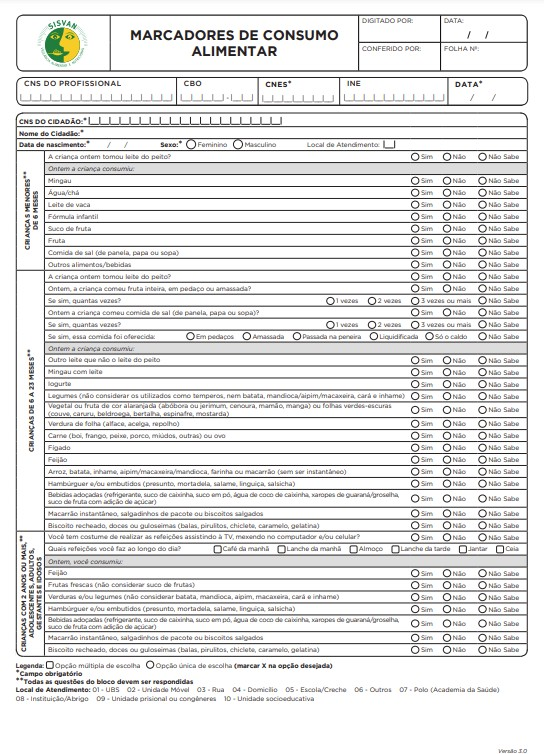 SISVAN
MARCADORES DE CONSUMO
ALIMENTAR
DIGITADO POR:
DATA:
/ /
CONFERIDO POR:
FOLHA Nº:
CNS DO PROFISSIONAL
CBO
CNES*
INE
DATA*
/ /
CNS DO CIDADÃO:*
Nome do Cidadão:*
Data de nascimento:* / / Sexo:* Feminino Masculino Local de Atendimento:
CRIANÇAS MENORES**
DE 6 MESES
A criança ontem tomou leite do peito? Sim Não Não Sabe
Ontem a criança consumiu:
Mingau Sim Não Não Sabe
Água/chá Sim Não Não Sabe
Leite de vaca Sim Não Não Sabe
Fórmula infantil Sim Não Não Sabe
Suco de fruta Sim Não Não Sabe
Fruta Sim Não Não Sabe
Comida de sal (de panela, papa ou sopa) Sim Não Não Sabe
Outros alimentos/bebidas Sim Não Não Sabe
CRIANÇAS DE 6 A 23 MESES**
A criança ontem tomou leite do peito? Sim Não Não Sabe
Ontem, a criança comeu fruta inteira, em pedaço ou amassada? Sim Não Não Sabe
Se sim, quantas vezes? 1 vezes 2 vezes 3 vezes ou mais Não Sabe
Ontem a criança comeu comida de sal (de panela, papa ou sopa)? Sim Não Não Sabe
Se sim, quantas vezes? 1 vezes 2 vezes 3 vezes ou mais Não Sabe
Se sim, essa comida foi oferecida: Em pedaços Amassada Passada na peneira Liquidificada Só o caldo Não Sabe
Ontem a criança consumiu:
Outro leite que não o leite do peito Sim Não Não Sabe
Mingau com leite Sim Não Não Sabe
Iogurte Sim Não Não Sabe
Legumes (não considerar os utilizados como temperos, nem batata, mandioca/aipim/macaxeira, cará e inhame) Sim Não Não Sabe
Vegetal ou fruta de cor alaranjada (abóbora ou jerimum, cenoura, mamão, manga) ou folhas verdes-escuras
(couve, caruru, beldroega, bertalha, espinafre, mostarda) Sim Não Não Sabe
Verdura de folha (alface, acelga, repolho) Sim Não Não Sabe
Carne (boi, frango, peixe, porco, miúdos, outras) ou ovo Sim Não Não Sabe
Fígado Sim Não Não Sabe
Feijão Sim Não Não Sabe
Arroz, batata, inhame, aipim/macaxeira/mandioca, farinha ou macarrão (sem ser instantâneo) Sim Não Não Sabe
Hambúrguer e/ou embutidos (presunto, mortadela, salame, linguiça, salsicha) Sim Não Não Sabe
Bebidas adoçadas (refrigerante, suco de caixinha, suco em pó, água de coco de caixinha, xaropes de guaraná/groselha,
suco de fruta com adição de açúcar) Sim Não Não Sabe
Macarrão instantâneo, salgadinhos de pacote ou biscoitos salgados Sim Não Não Sabe
Biscoito recheado, doces ou guloseimas (balas, pirulitos, chiclete, caramelo, gelatina) Sim Não Não Sabe
CRIANÇAS COM 2 ANOS OU MAIS,**
ADOLESCENTES, ADULTOS,
GESTANTES E IDOSOS
Você tem costume de realizar as refeições assistindo à TV, mexendo no computador e/ou celular? Sim Não Não Sabe
Quais refeições você faz ao longo do dia? Café da manhã Lanche da manhã Almoço Lanche da tarde Jantar Ceia
Ontem, você consumiu:
Feijão Sim Não Não Sabe
Frutas frescas (não considerar suco de frutas) Sim Não Não Sabe
Verduras e/ou legumes (não considerar batata, mandioca, aipim, macaxeira, cará e inhame) Sim Não Não Sabe
Hambúrguer e/ou embutidos (presunto, mortadela, salame, linguiça, salsicha) Sim Não Não Sabe
Bebidas adoçadas (refrigerante, suco de caixinha, suco em pó, água de coco de caixinha, xaropes de guaraná/groselha,
suco de fruta com adição de açúcar) Sim Não Não Sabe
Macarrão instantâneo, salgadinhos de pacote ou biscoitos salgados Sim Não Não Sabe
Biscoito recheado, doces ou guloseimas (balas, pirulitos, chiclete, caramelo, gelatina) Sim Não Não Sabe
Legenda: Opção múltipla de escolha Opção única de escolha (marcar X na opção desejada)
*Campo obrigatório
**Todas as questões do bloco devem ser respondidas
Local de Atendimento: 01 - UBS 02 - Unidade Móvel 03 - Rua 04 - Domicílio 05 - Escola/Creche 06 - Outros 07 - Polo (Academia da Saúde)
08 - Instituição/Abrigo 09 - Unidade prisional ou congêneres 10 - Unidade socioeducativa
Versão 3.0